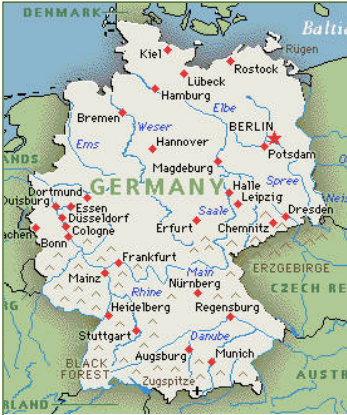 DENMARK
Baltic
Kiel
Rügen
Rostock
Lübeck
Hamburg
Elbe
Bremen
Weser
BERLIN
Ems
Hannover
Potsdam
Magdeburg
Spree
Dortmund
GERMANY
Halle
Leipzig
Duisburg
Essen
Düsseldorf
Saale
Dresden
Cologne
Erfurt
Chemnitz
Bonn
Frankfurt
ERZGEBIRGE
Mainz
Main
Rhine
Nürnberg
CZECH RE
Heidelberg
Regensburg
Stuttgart
Danube
Augsburg
Munich
BLACK
FOREST
Zugspitze
AUSTR